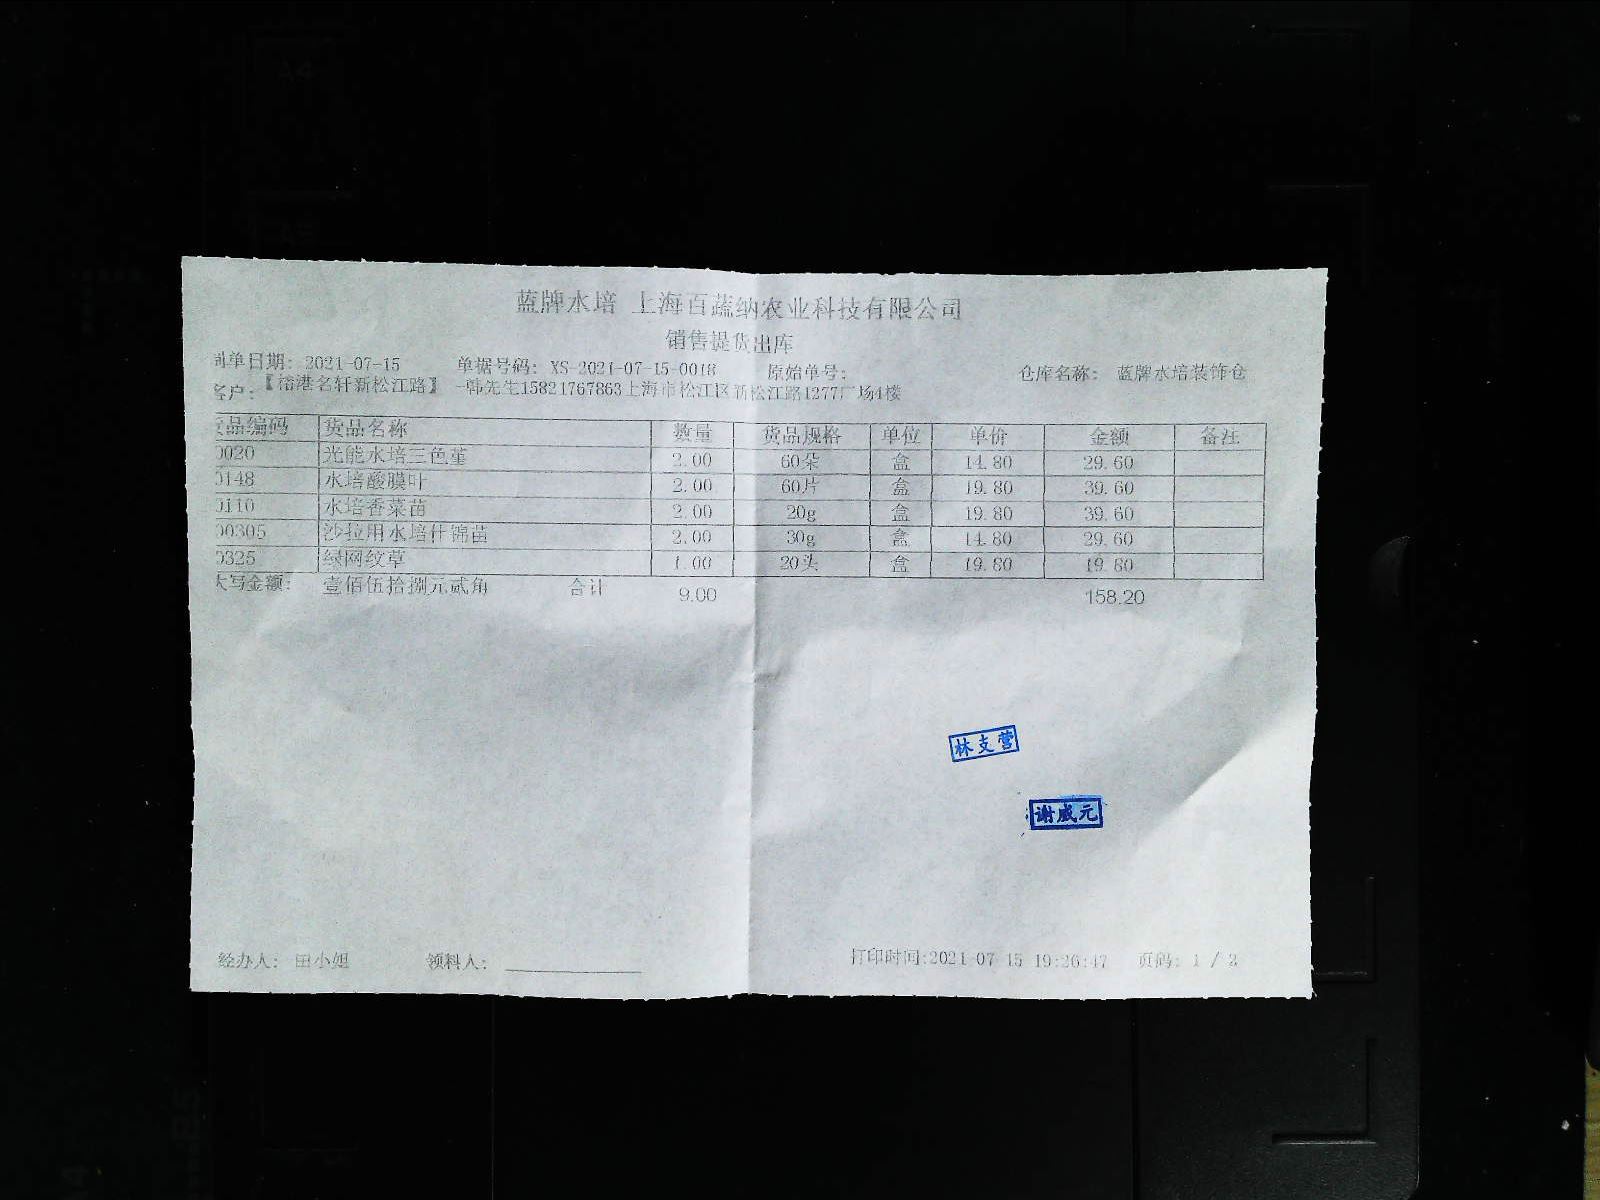 蓝牌水培 上海百蔬纳农业科技有限公司
销售提货出库
制单日期: 2021-07-15 单据号码: XS-2021-07-15-0018 原始单号: 仓库名称: 蓝牌水培装饰仓
客户: 【裕港名轩新松江路】 -韩先生15821767863上海市松江区新松江路1277广场4楼
货品编码 货品名称 数量 货品规格 单位 单价 金额 备注
0020 光能水培三色堇 2.00 60朵 盒 14.80 29.60
0148 水培酸膜叶 2.00 60片 盒 19.80 39.60
0110 水培香菜苗 2.00 20g 盒 19.80 39.60
00305 沙拉用水培什锦苗 2.00 30g 盒 14.80 29.60
0325 绿网纹草 1.00 20头 盒 19.80 19.80
大写金额: 壹佰伍拾捌元贰角 合计 9.00 158.20
林支营
谢威元
经办人: 田小姐 领料人: 打印时间:2021-07-15 19:26:47 页码: 1 /